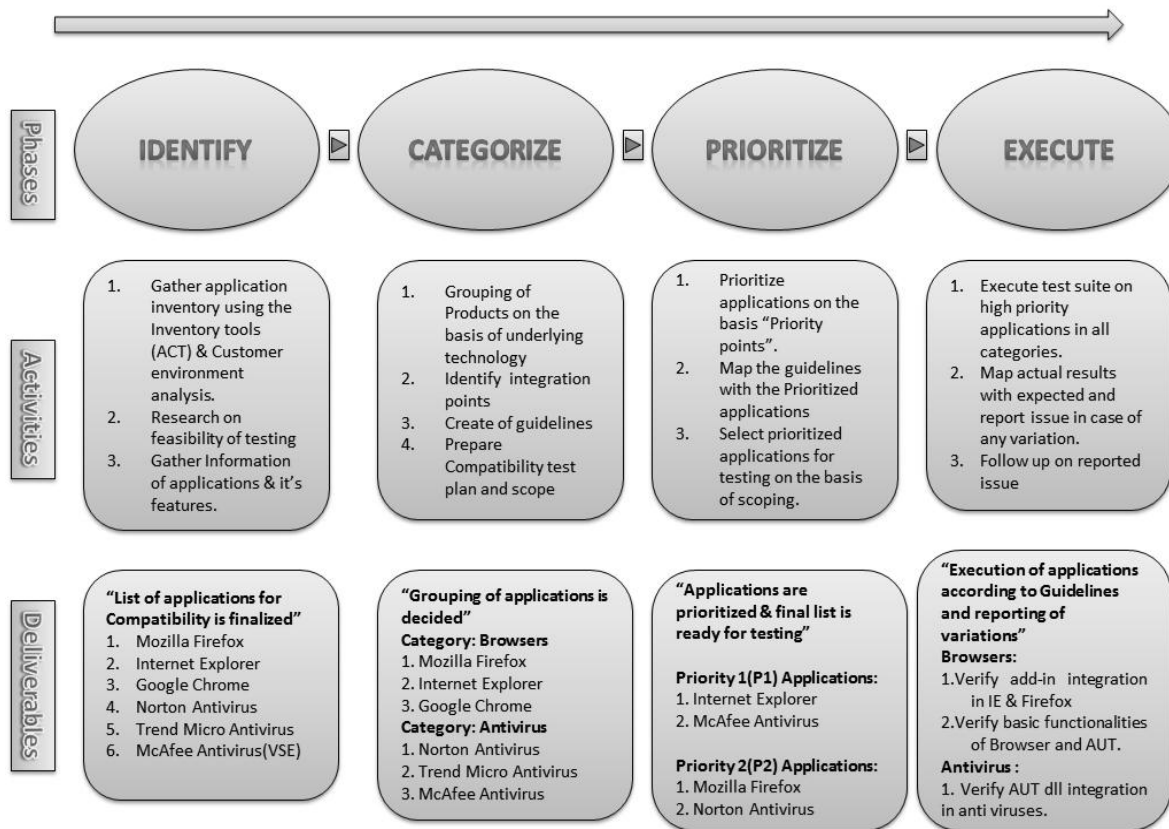 Phases
IDENTIFY
CATEGORIZE
PRIORITIZE
EXECUTE
Activities
1. Gather application
inventory using the
Inventory tools
(ACT) & Customer
environment
analysis.
2. Research on
feasibility of testing
3. Gather Information
of applications & it's
features.
1. Grouping of
Products on the
basis of underlying
technology
2. Identify integration
points
3. Create of guidelines
4. Prepare
Compatibility test
plan and scope
1. Prioritize
applications on the
basis “Priority
points”.
2. Map the guidelines
with the Prioritized
applications
3. Select prioritized
applications for
testing on the basis
of scoping.
1. Execute test suite on
high priority
applications in all
categories.
2. Map actual results
with expected and
report issue in case of
any variation.
3. Follow up on reported
issue
Deliverables
“List of applications for
Compatibility is finalized”
1. Mozilla Firefox
2. Internet Explorer
3. Google Chrome
4. Norton Antivirus
5. Trend Micro Antivirus
6. McAfee Antivirus(VSE)
“Grouping of applications is
decided”
Category: Browsers
1. Mozilla Firefox
2. Internet Explorer
3. Google Chrome
Category: Antivirus
1. Norton Antivirus
2. Trend Micro Antivirus
3. McAfee Antivirus
“Applications are
prioritized & final list is
ready for testing”
Priority 1(P1) Applications:
1. Internet Explorer
2. McAfee Antivirus
Priority 2(P2) Applications:
1. Mozilla Firefox
2. Norton Antivirus
“Execution of applications
according to Guidelines
and reporting of
variations”
Browsers:
1.Verify add-in integration
in IE & Firefox
2.Verify basic functionalities
of Browser and AUT.
Antivirus :
1. Verify AUT dll integration
in anti viruses.